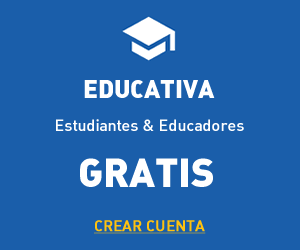 EDUCATIVA
Estudiantes & Educadores
GRATIS
CREAR CUENTA